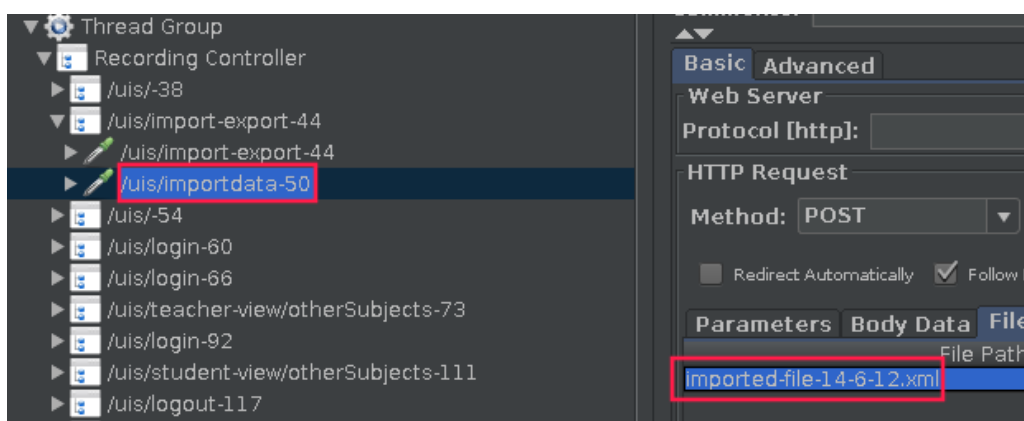 Thread Group
Recording Controller
/uis/-38
/uis/import-export-44
/uis/import-export-44
/uis/importdata-50
/uis/-54
/uis/login-60
/uis/login-66
/uis/teacher-view/otherSubjects-73
/uis/login-92
/uis/student-view/otherSubjects-111
/uis/logout-117
Basic Advanced
Web Server
Protocol [http]:
HTTP Request
Method: POST
Redirect Automatically Follow
Parameters Body Data File
File Path
imported-file-14-6-12.xml